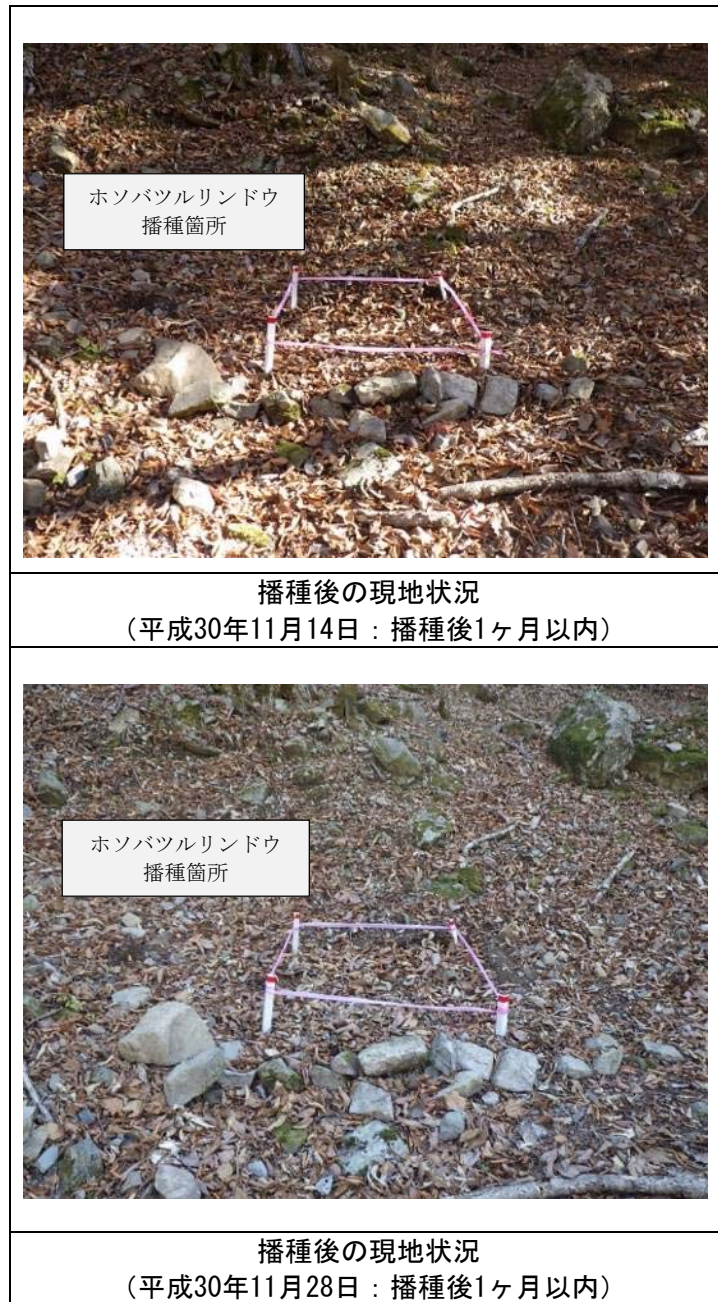 ホソバツルリンドウ
播種箇所
播種後の現地状況
（平成30年11月14日：播種後1ヶ月以内）
ホソバツルリンドウ
播種箇所
播種後の現地状況
（平成30年11月28日：播種後1ヶ月以内）